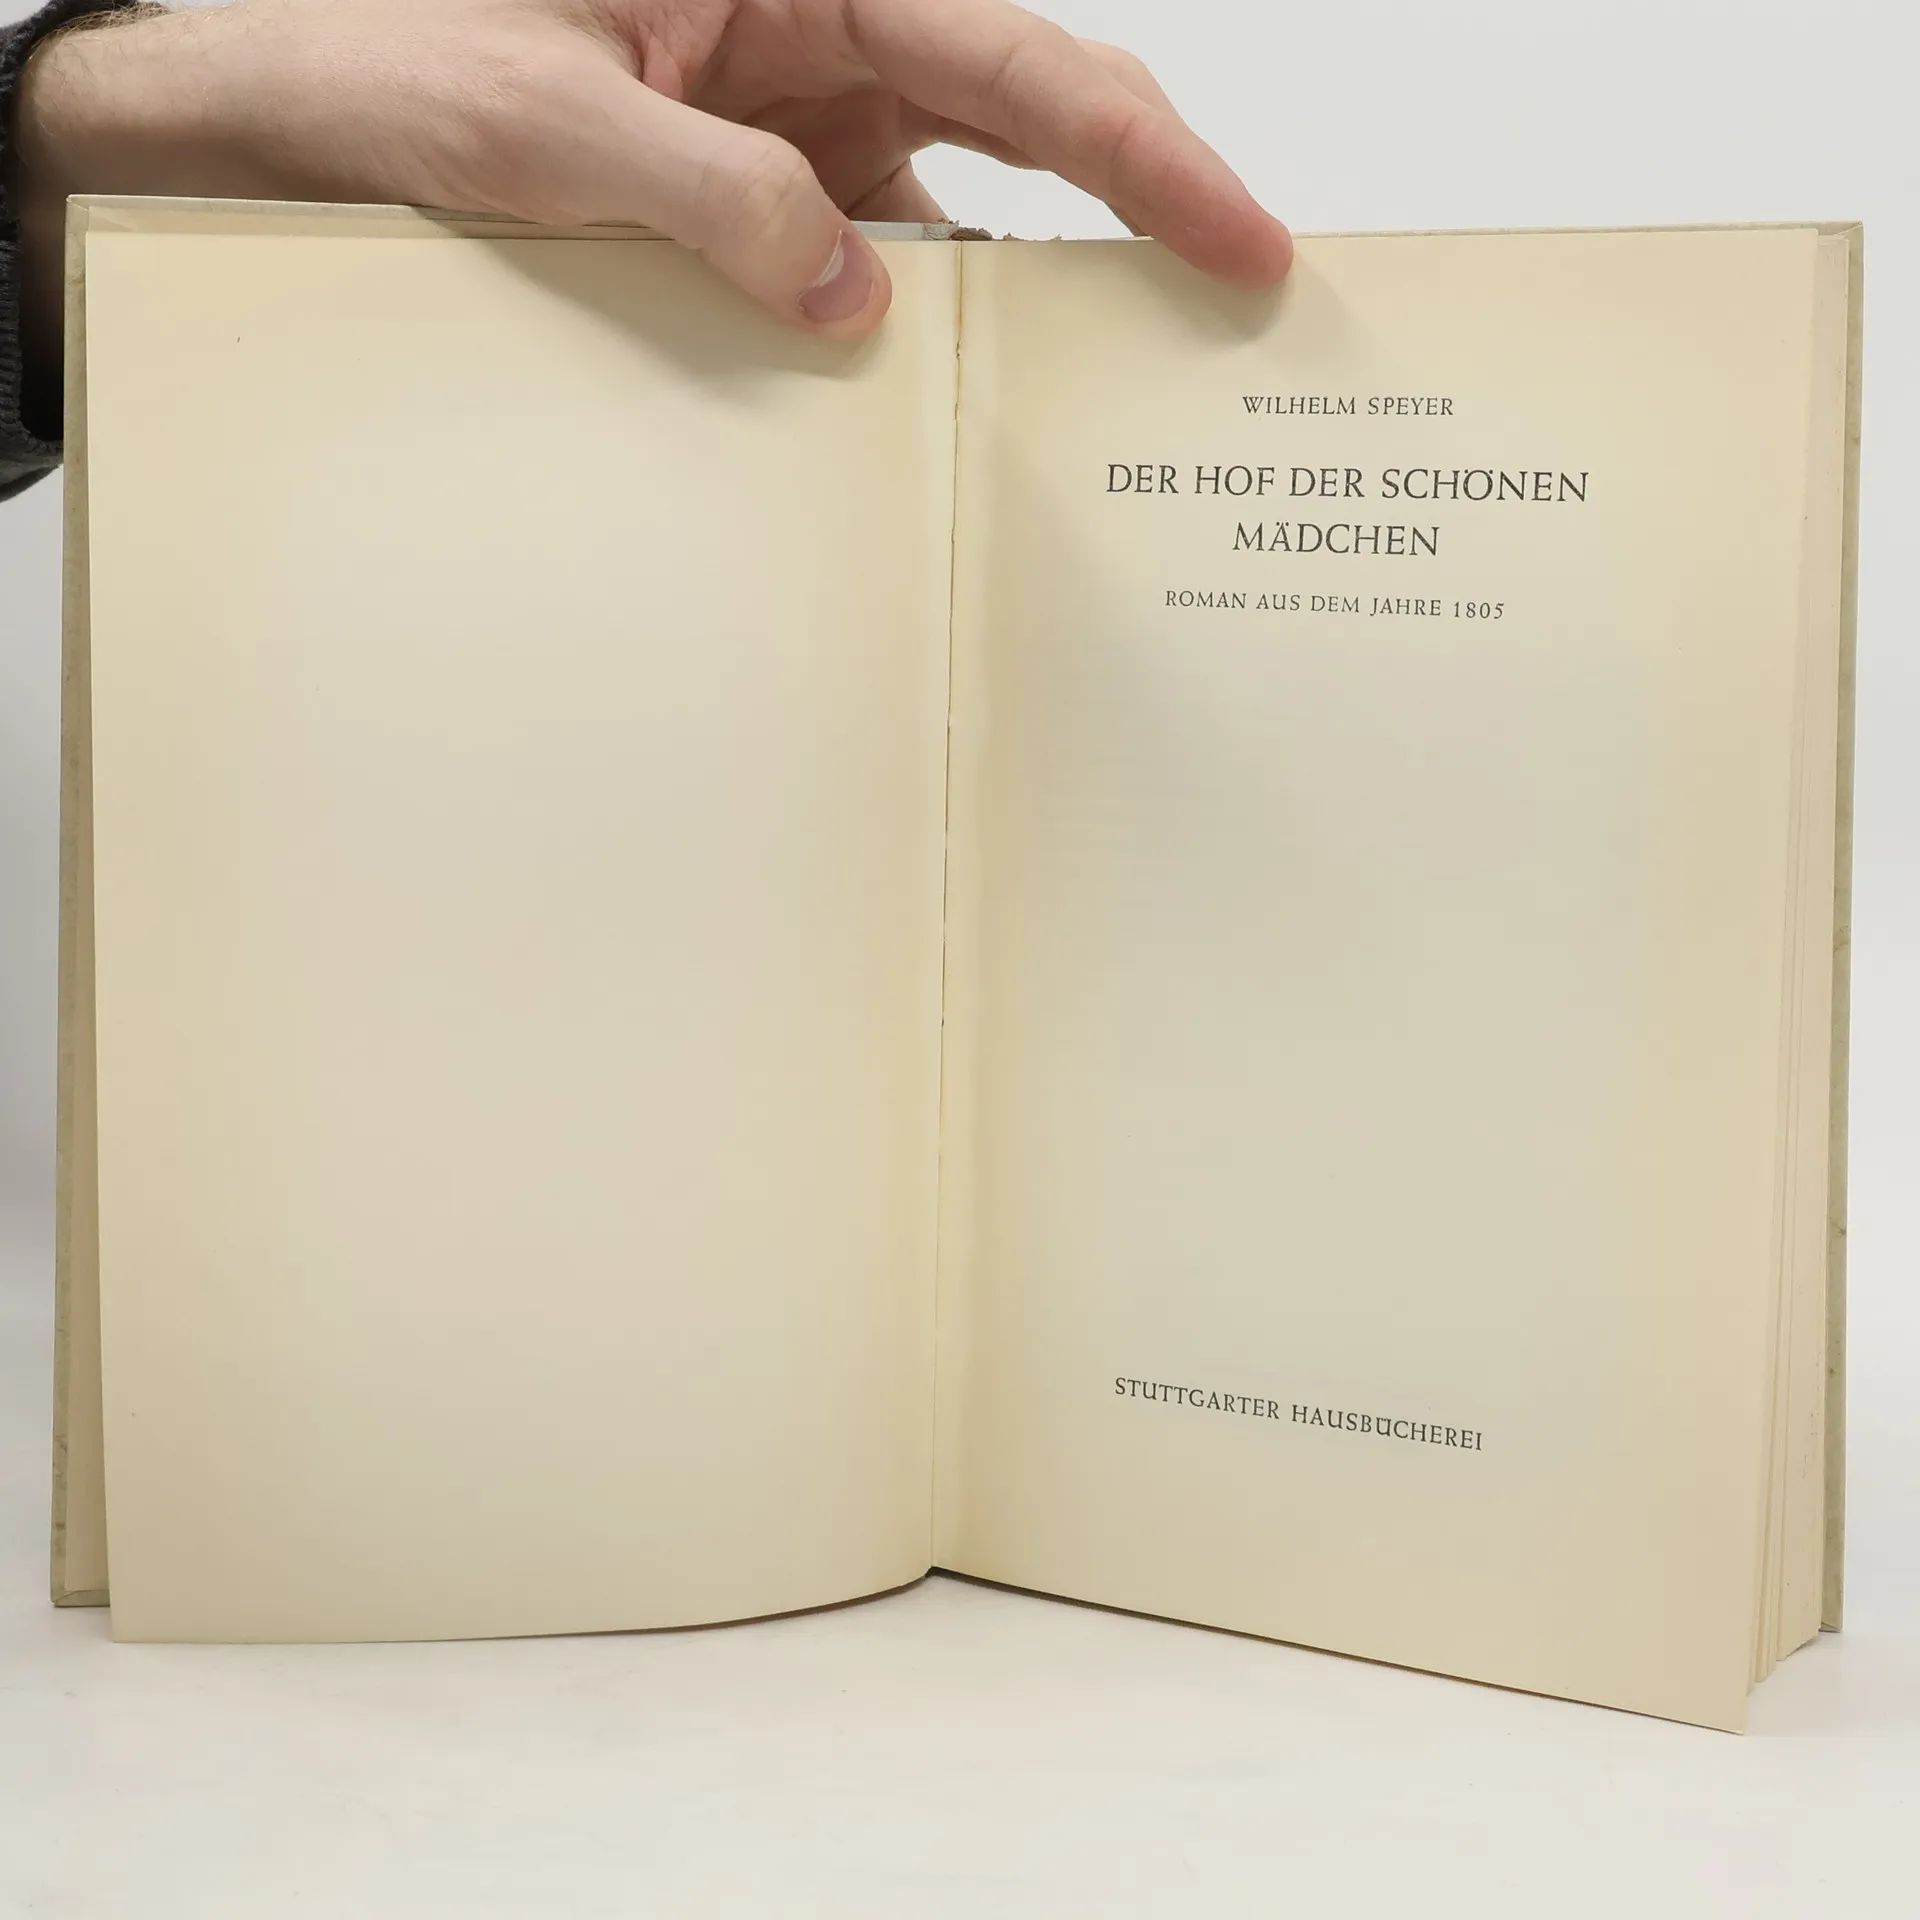 WILHELM SPEYER
DER HOF DER SCHÖNEN
MÄDCHEN
ROMAN AUS DEM JAHRE 1805
STUTTGARTER HAUSBÜCHEREI